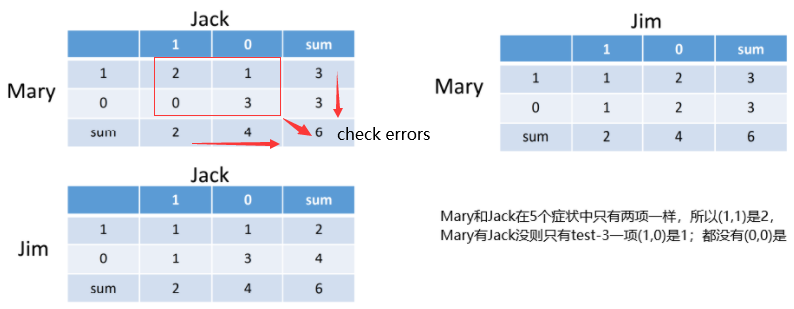 Jack
1 0 sum
Mary
1 2 1 3
0 0 3 3
sum 2 4 6
check errors
Jim
1 0 sum
Mary
1 1 2 3
0 1 2 3
sum 2 4 6
Jack
1 0 sum
Jim
1 1 1 2
0 1 3 4
sum 2 4 6
Mary和Jack在5个症状中只有两项一样，所以(1,1)是2，
Mary有Jack没则只有test-3一项(1,0)是1；都没有(0,0)是